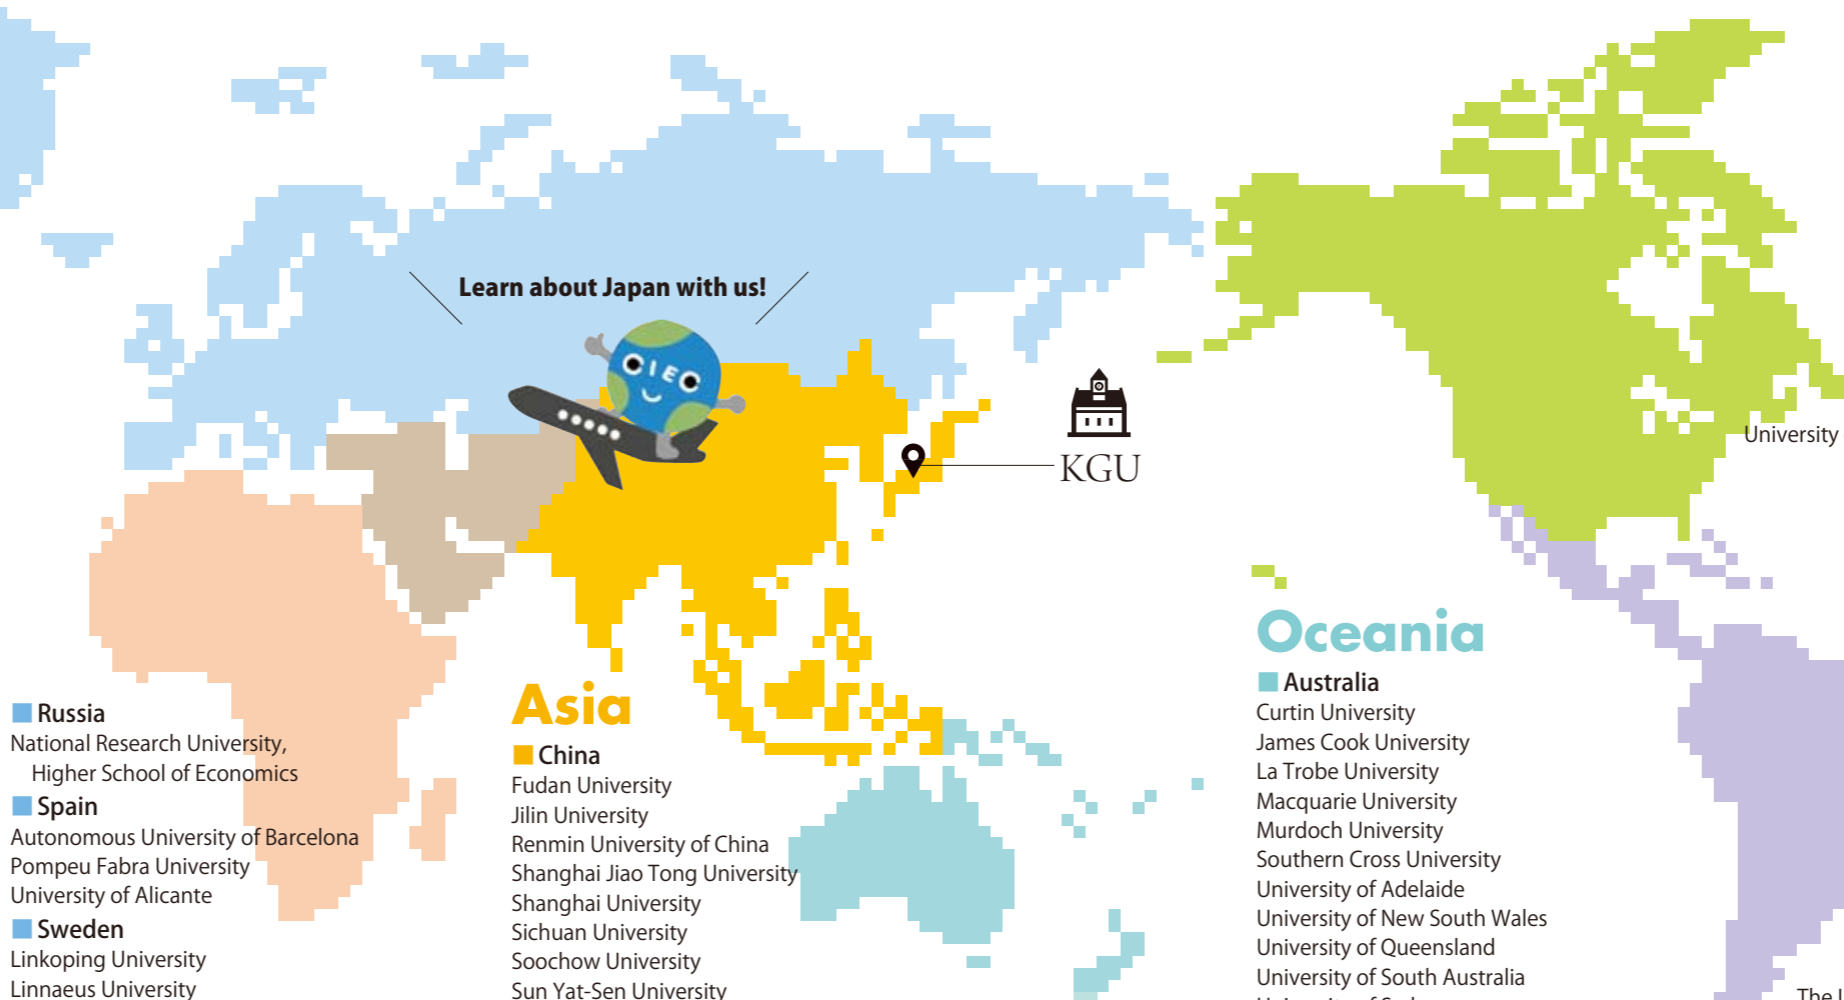 Learn about Japan with us!
CIEC
KGU
University
Russia
National Research University,
Higher School of Economics
Spain
Autonomous University of Barcelona
Pompeu Fabra University
University of Alicante
Sweden
Linkoping University
Linnaeus University
Asia
China
Fudan University
Jilin University
Renmin University of China
Shanghai Jiao Tong University
Shanghai University
Sichuan University
Soochow University
Sun Yat-Sen University
Oceania
Australia
Curtin University
James Cook University
La Trobe University
Macquarie University
Murdoch University
Southern Cross University
University of Adelaide
University of New South Wales
University of Queensland
University of South Australia
The